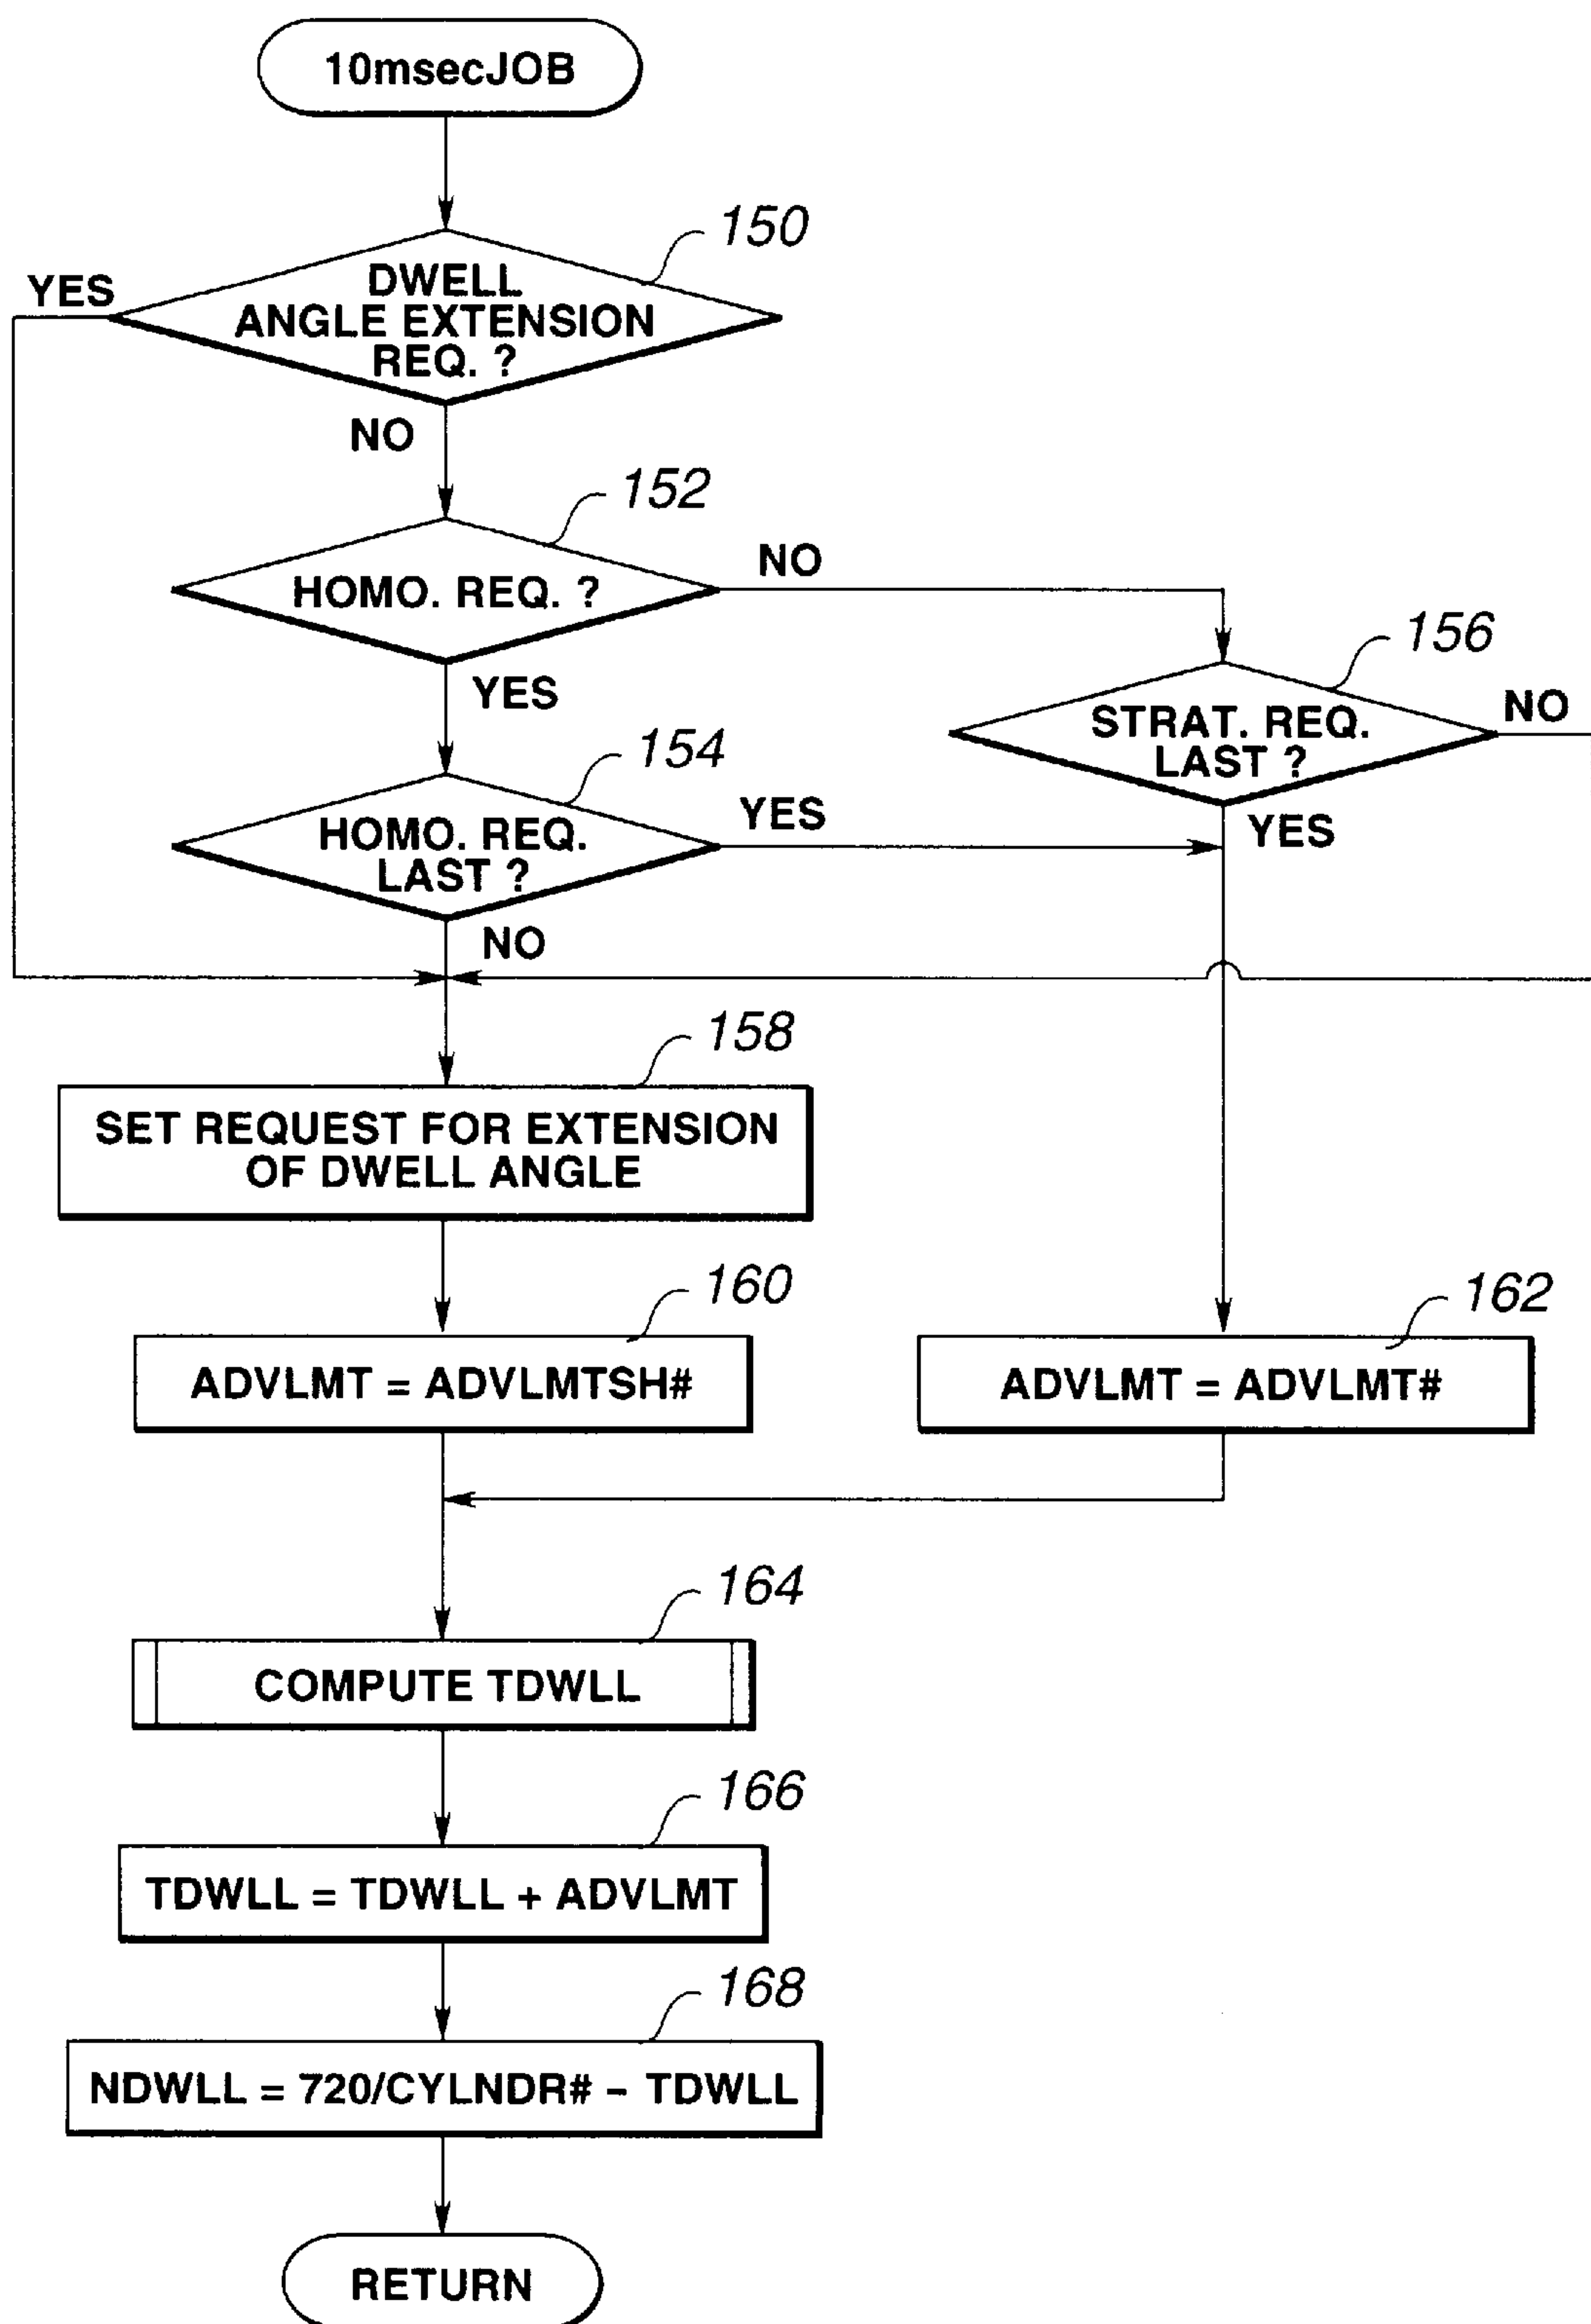 10msecJOB
150
YES
DWELL
ANGLE EXTENSION
REQ. ?
NO
152
HOMO. REQ. ?
NO
156
YES
STRAT. REQ.
LAST ?
NO
154
HOMO. REQ.
LAST ?
YES
YES
NO
158
SET REQUEST FOR EXTENSION
OF DWELL ANGLE
160
ADVLMT = ADVLMTSH#
162
ADVLMT = ADVLMT#
164
COMPUTE TDWLL
166
TDWLL = TDWLL + ADVLMT
168
NDWLL = 720/CYLNDR# – TDWLL
RETURN